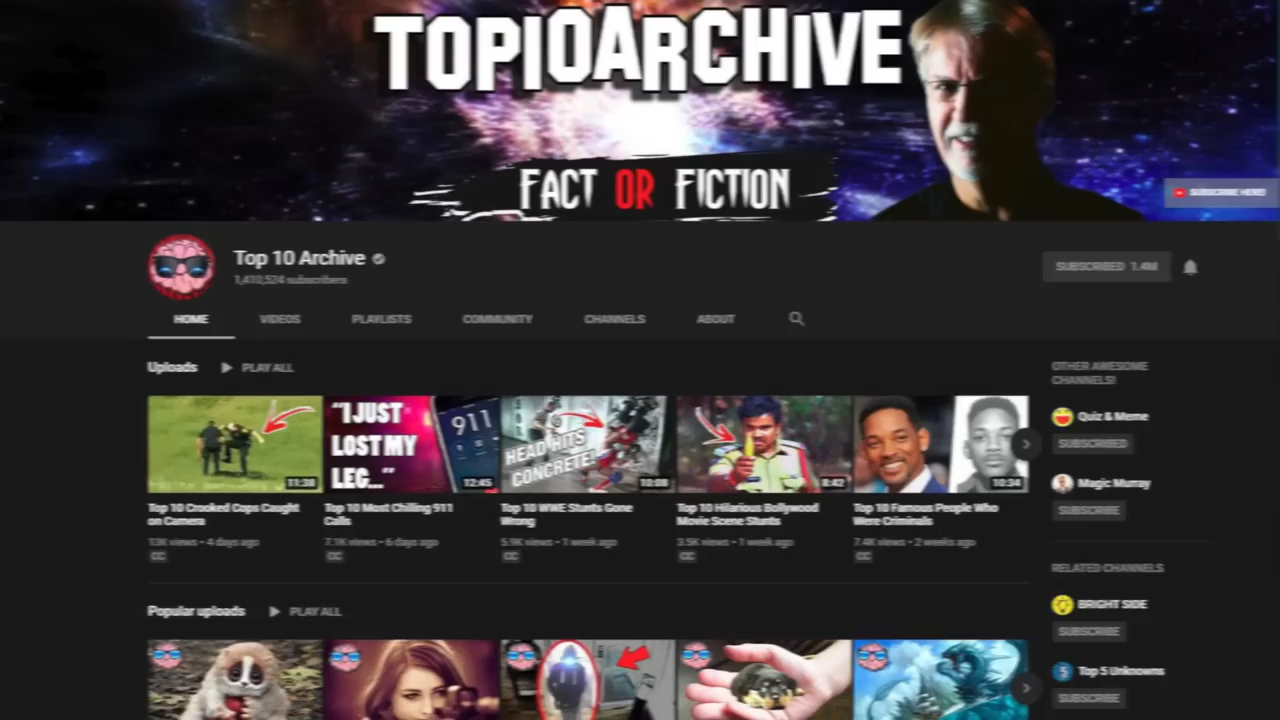 TOP10ARCHIVE
FACT OR FICTION
SUBSCRIBE HERE!
Top 10 Archive
1,410,524 subscribers
SUBSCRIBED 1.4M
HOME VIDEOS PLAYLISTS COMMUNITY CHANNELS ABOUT
Uploads PLAY ALL
"I JUST
LOST MY
LEG..."
911
HEAD HITS
CONCRETE!
11:38
12:45
10:08
8:42
10:34
Top 10 Crooked Cops Caught
on Camera
13K views • 4 days ago
CC
Top 10 Most Chilling 911
Calls
7.1K views • 6 days ago
CC
Top 10 WWE Stunts Gone
Wrong
5.9K views • 1 week ago
CC
Top 10 Hilarious Bollywood
Movie Scene Stunts
3.5K views • 1 week ago
CC
Top 10 Famous People Who
Were Criminals
7.4K views • 2 weeks ago
CC
Popular uploads PLAY ALL
OTHER AWESOME
CHANNELS!
Quiz & Meme
SUBSCRIBED
Magic Murray
SUBSCRIBE
RELATED CHANNELS
BRIGHT SIDE
SUBSCRIBE
5
Top 5 Unknowns
SUBSCRIBE